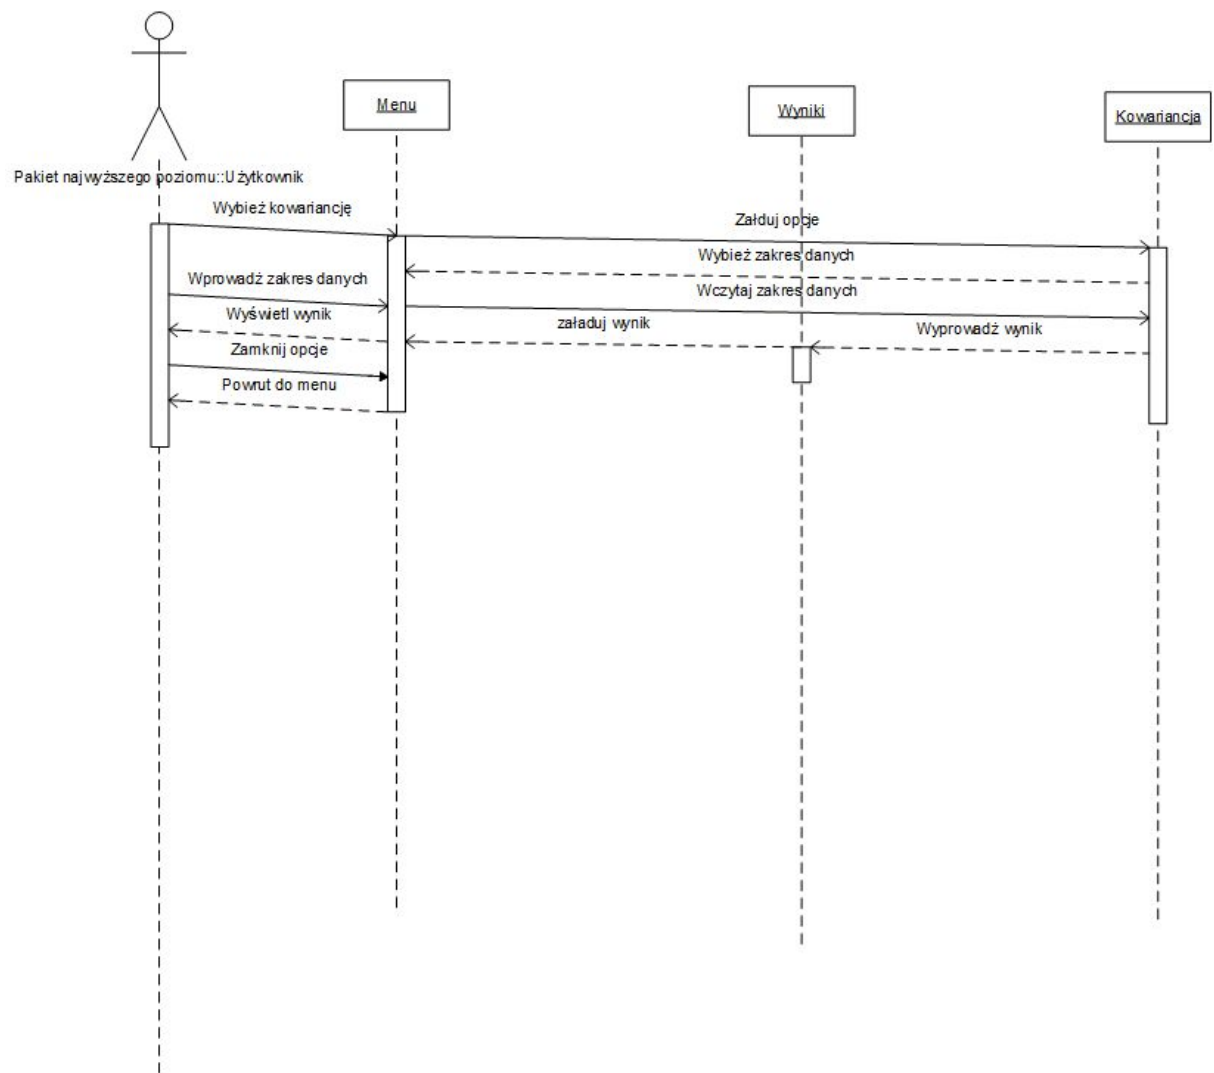 Menu
Wyniki
Kowariancja
Pakiet najwyższego poziomu::Użytkownik
Wybież kowariancję
Załduj opcje
Wybież zakres danych
Wprowadź zakres danych
Wczytaj zakres danych
Wyświetl wynik
załaduj wynik
Wyprowadź wynik
Zamknij opcje
Powrut do menu